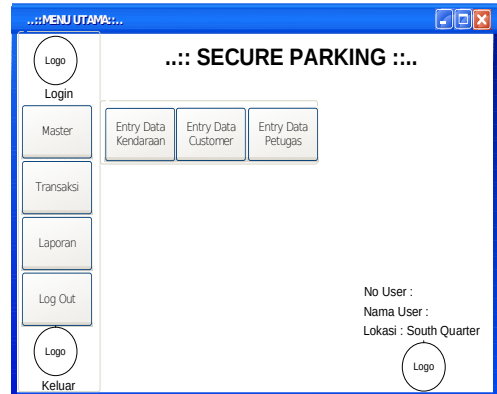 ..::MENU UTAMA::..
Logo
Login
..:: SECURE PARKING ::..
Master
Entry Data
Kendaraan
Entry Data
Customer
Entry Data
Petugas
Transaksi
Laporan
Log Out
Logo
Keluar
No User :
Nama User :
Lokasi : South Quarter
Logo